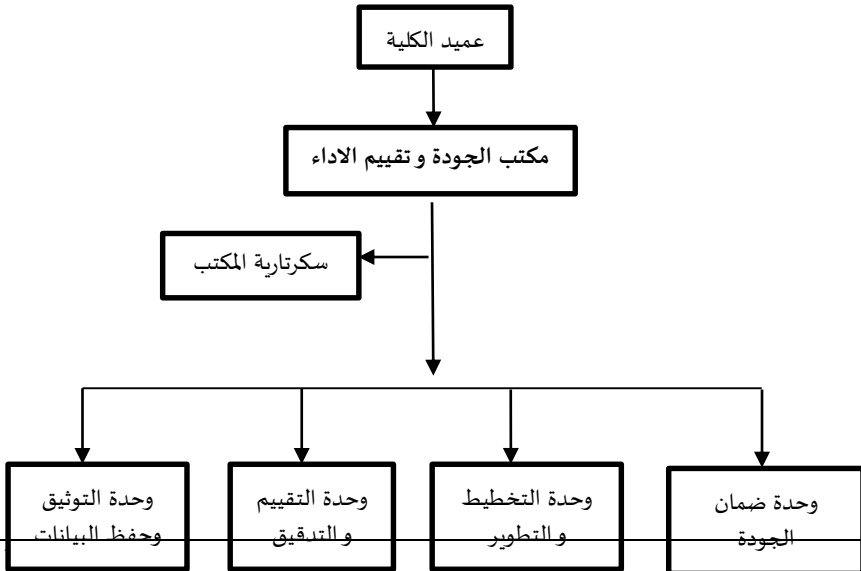 عميد الكلية
مكتب الجودة و تقييم الاداء
سكرتارية المكتب
وحدة ضمان
الجودة
وحدة التخطيط
و التطوير
وحدة التقييم
و التدقيق
وحدة التوثيق
وحفظ البيانات